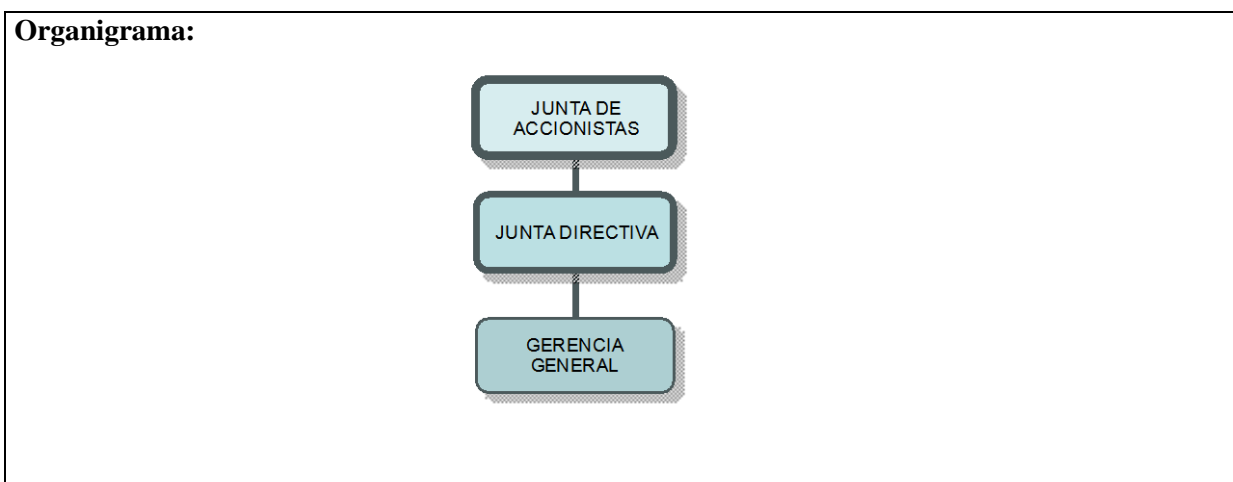 Organigrama:
JUNTA DE
ACCIONISTAS
JUNTA DIRECTIVA
GERENCIA
GENERAL